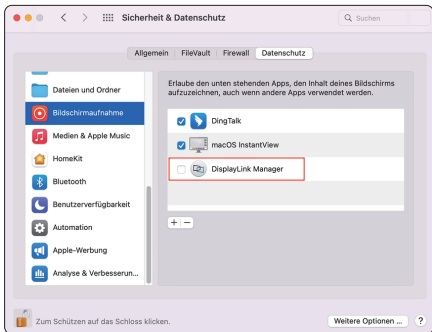 Sicherheit & Datenschutz
Suchen
Allgemein
FileVault
Firewall
Datenschutz
Dateien und Ordner
Bildschirmaufnahme
Medien & Apple Music
HomeKit
Bluetooth
Benutzerverfügbarkeit
Automation
Apple-Werbung
Analyse & Verbesserun...
Erlaube den unten stehenden Apps, den Inhalt deines Bildschirms
aufzuzeichnen, auch wenn andere Apps verwendet werden.
DingTalk
macOS InstantView
DisplayLink Manager
+ −
Zum Schützen auf das Schloss klicken.
Weitere Optionen ...
?